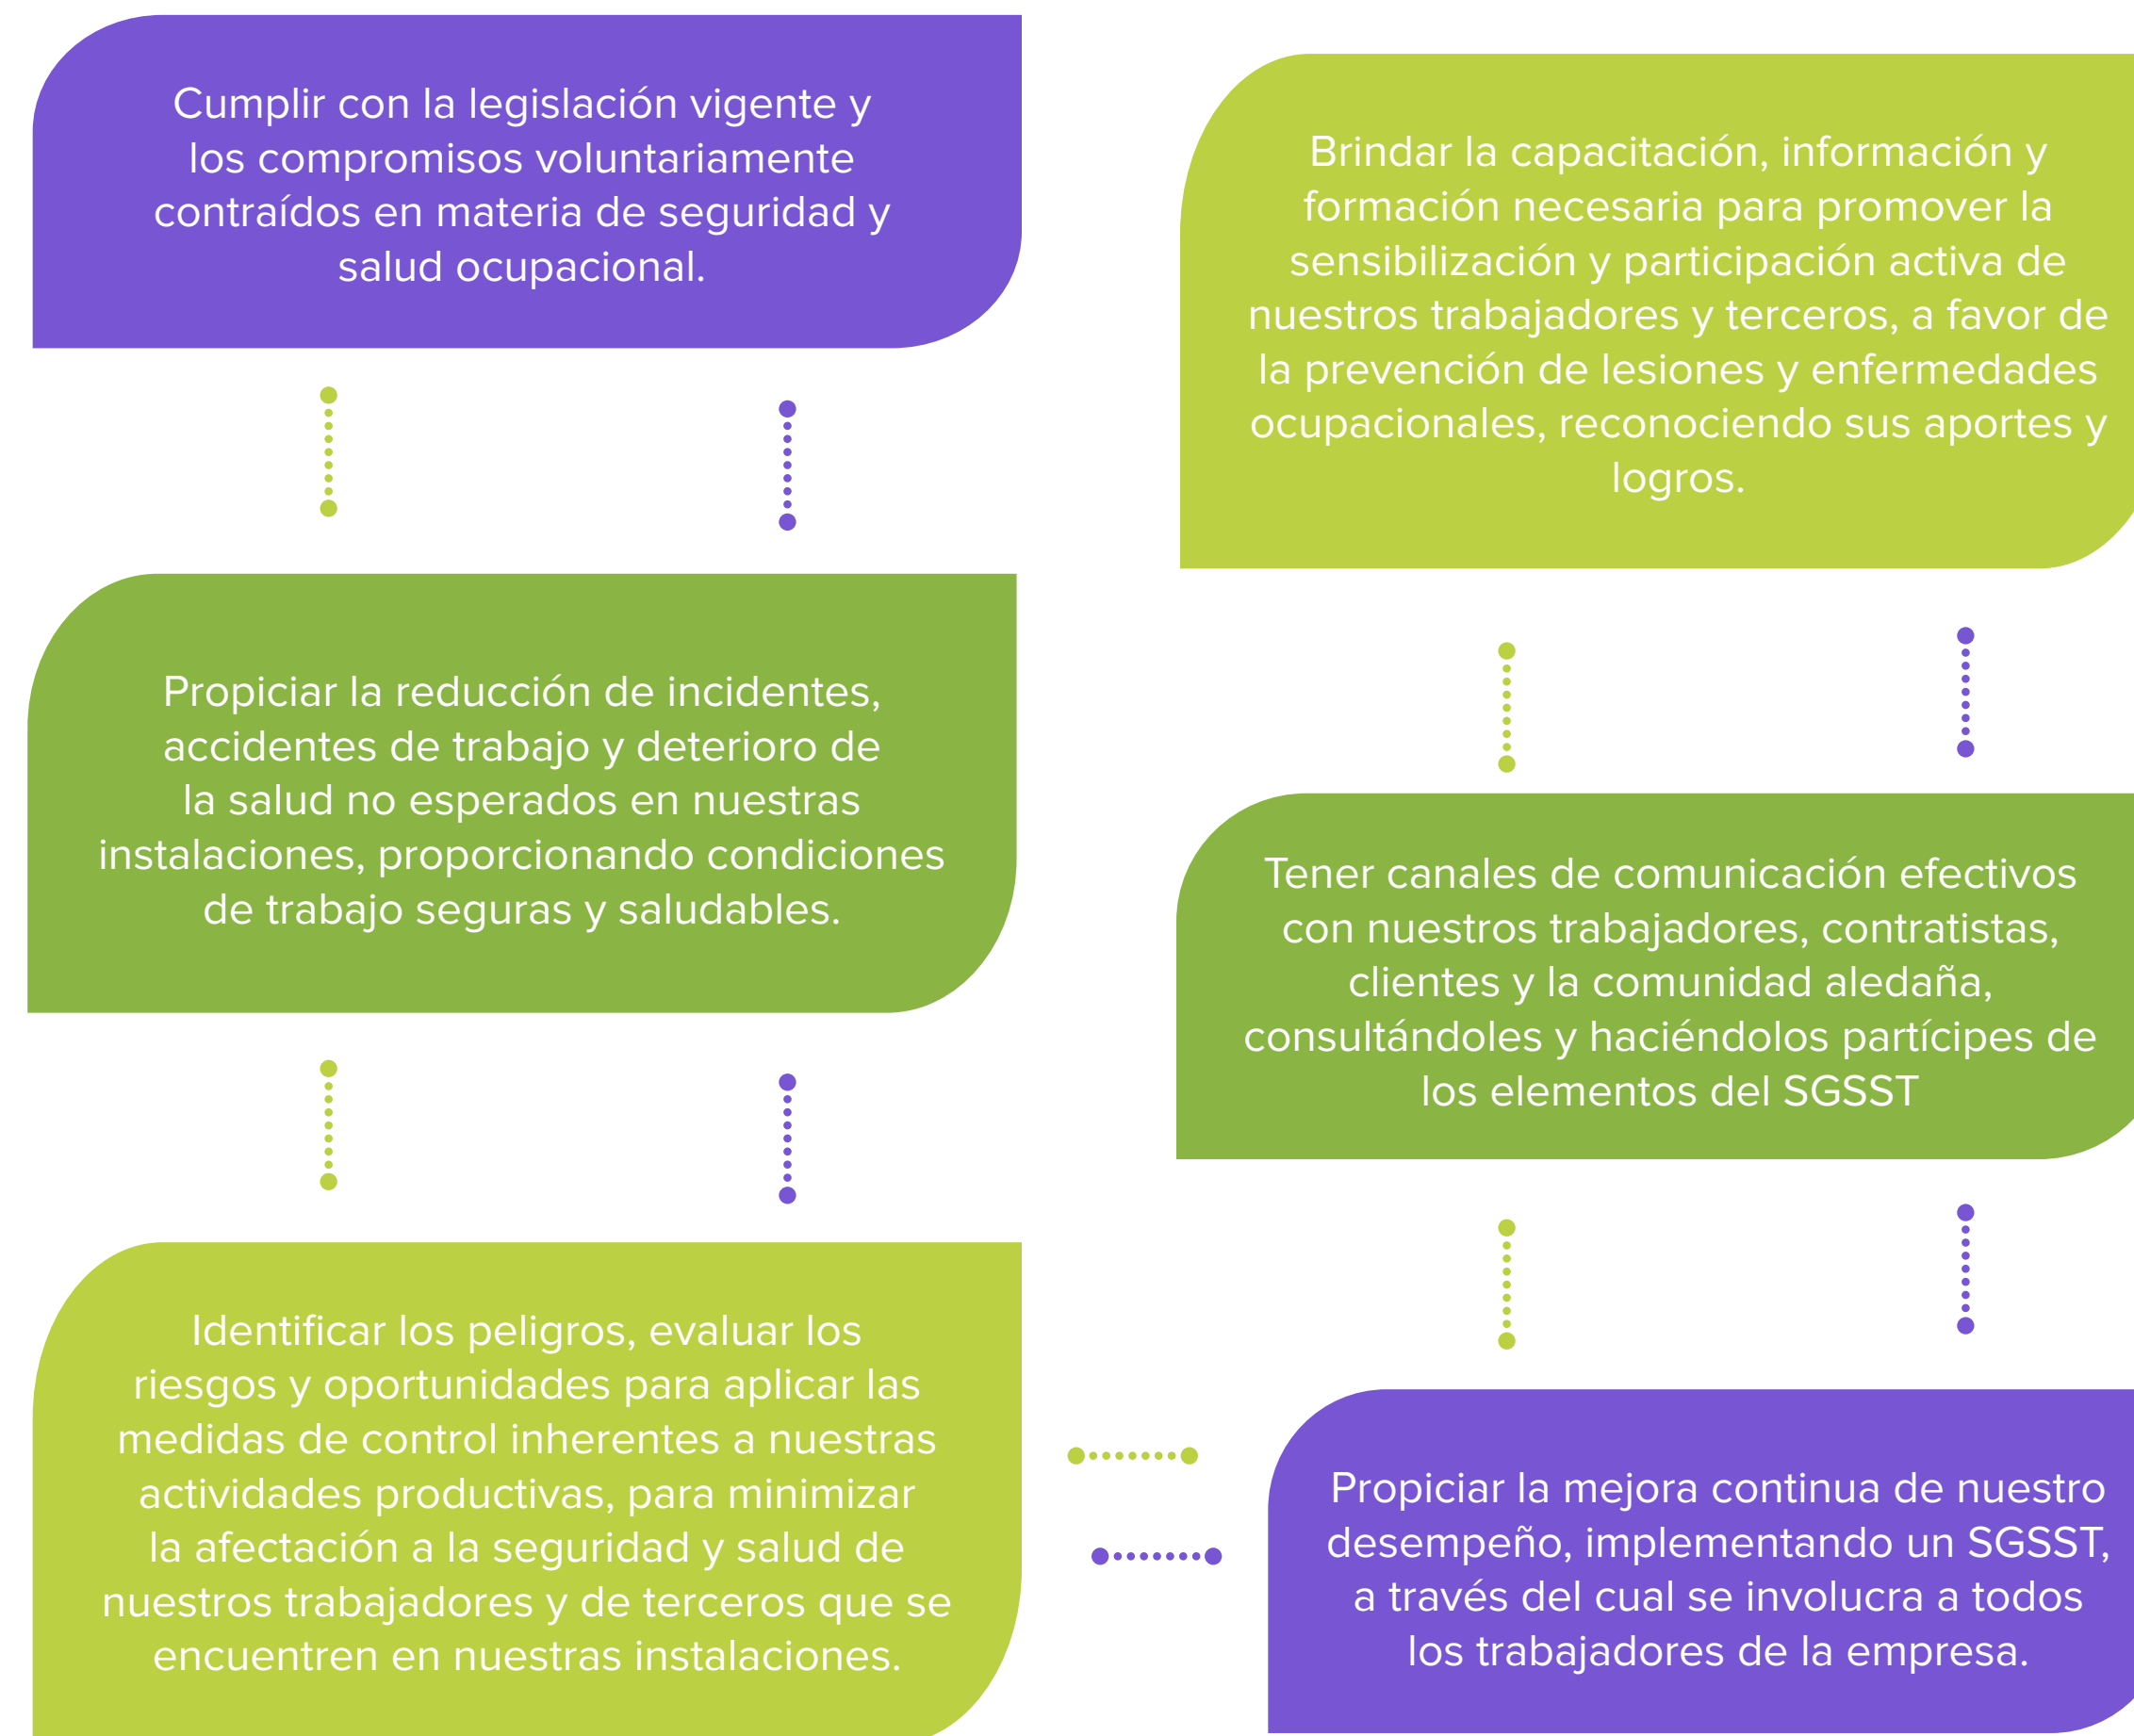 Cumplir con la legislación vigente y
los compromisos voluntariamente
contraídos en materia de seguridad y
salud ocupacional.
Propiciar la reducción de incidentes,
accidentes de trabajo y deterioro de
la salud no esperados en nuestras
instalaciones, proporcionando condiciones
de trabajo seguras y saludables.
Identificar los peligros, evaluar los
riesgos y oportunidades para aplicar las
medidas de control inherentes a nuestras
actividades productivas, para minimizar
la afectación a la seguridad y salud de
nuestros trabajadores y de terceros que se
encuentren en nuestras instalaciones.
Brindar la capacitación, información y
formación necesaria para promover la
sensibilización y participación activa de
nuestros trabajadores y terceros, a favor de
la prevención de lesiones y enfermedades
ocupacionales, reconociendo sus aportes y
logros.
Tener canales de comunicación efectivos
con nuestros trabajadores, contratistas,
clientes y la comunidad aledaña,
consultándoles y haciéndolos partícipes de
los elementos del SGSST
Propiciar la mejora continua de nuestro
desempeño, implementando un SGSST,
a través del cual se involucra a todos
los trabajadores de la empresa.